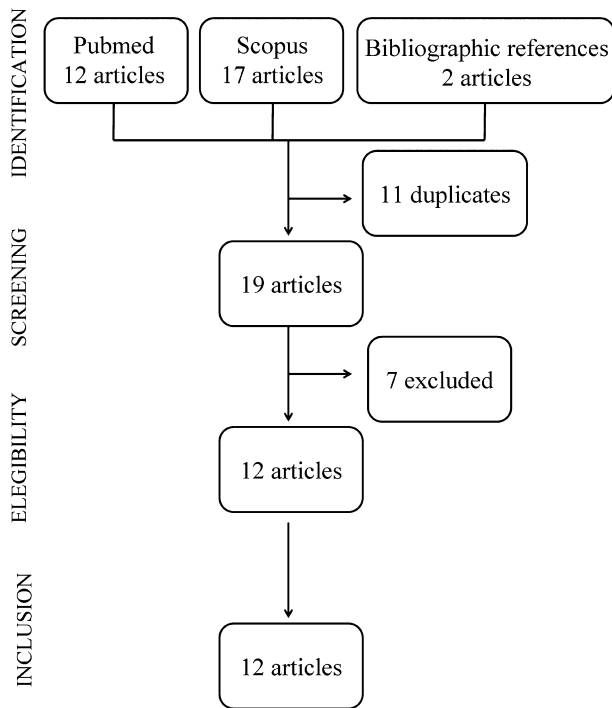 IDENTIFICATION
Pubmed
12 articles
Scopus
17 articles
Bibliographic references
2 articles
11 duplicates
SCREENING
19 articles
7 excluded
ELEGIBILITY
12 articles
INCLUSION
12 articles